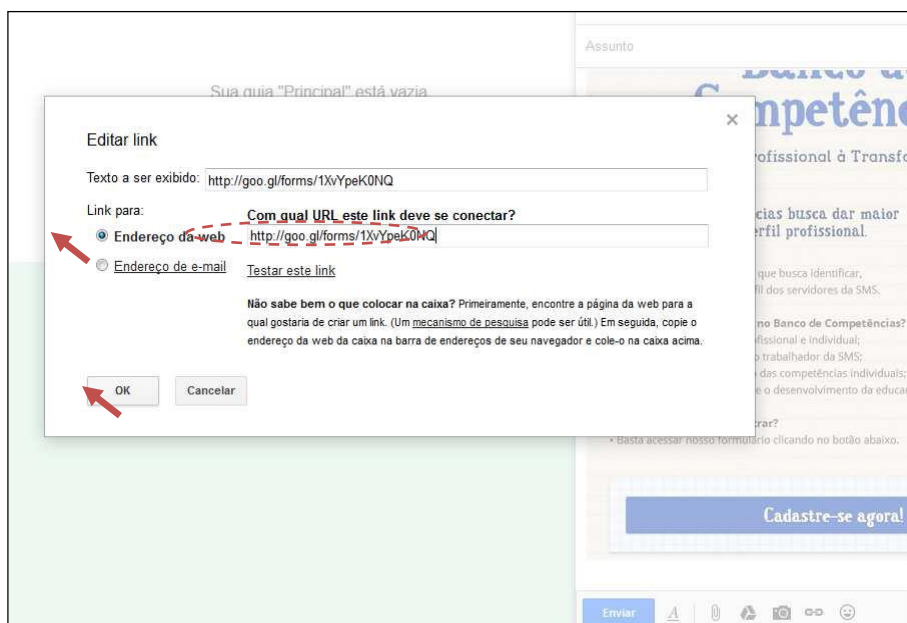 Assunto
Sua guia "Principal" está vazia
Editar link
Texto a ser exibido: http://goo.gl/forms/1XvYpeK0NQ
Link para:
Com qual URL este link deve se conectar?
Endereço da web
http://goo.gl/forms/1XvYpeK0NQ
Endereço de e-mail
Testar este link
Não sabe bem o que colocar na caixa? Primeiramente, encontre a página da web para a
qual gostaria de criar um link. (Um mecanismo de pesquisa pode ser útil.) Em seguida, copie o
endereço da web da caixa na barra de endereços de seu navegador e cole-o na caixa acima.
OK
Cancelar
ofissional à Transfo
cias busca dar maior
erfil profissional.
que busca identificar,
fil dos servidores da SMS.
no Banco de Competências?
fissional e individual;
o trabalhador da SMS;
das competências individuais;
e o desenvolvimento da educa
rar?
• Basta acessar nosso formulário clicando no botão abaixo.
Cadastre-se agora!
Enviar